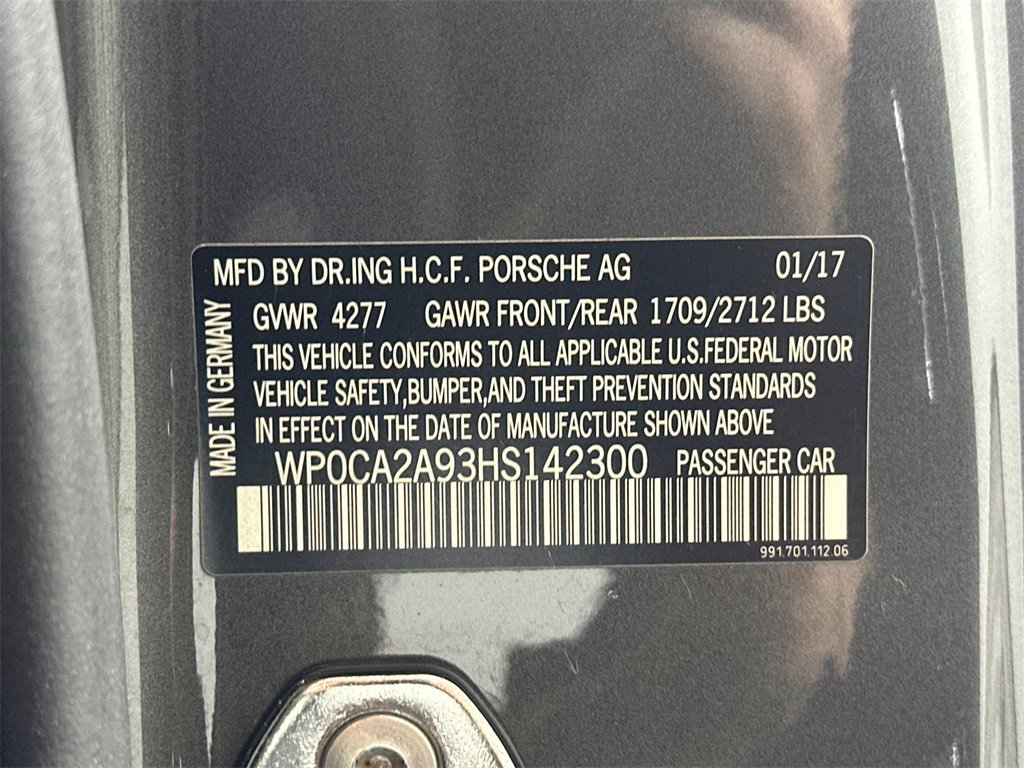 MFD BY DR.ING H.C.F. PORSCHE AG 01/17
GVWR 4277 GAWR FRONT/REAR 1709/2712 LBS
THIS VEHICLE CONFORMS TO ALL APPLICABLE U.S.FEDERAL MOTOR
VEHICLE SAFETY,BUMPER,AND THEFT PREVENTION STANDARDS
IN EFFECT ON THE DATE OF MANUFACTURE SHOWN ABOVE
MADE IN GERMANY
WP0CA2A93HS142300 PASSENGER CAR
991.701.112.06